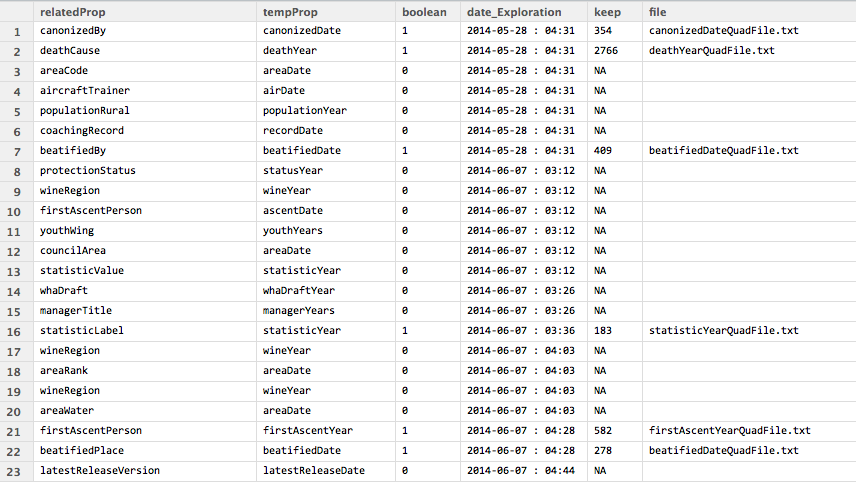 relatedProp tempProp boolean date_Exploration keep file
1 canonizedBy canonizedDate 1 2014-05-28 : 04:31 354 canonizedDateQuadFile.txt
2 deathCause deathYear 1 2014-05-28 : 04:31 2766 deathYearQuadFile.txt
3 areaCode areaDate 0 2014-05-28 : 04:31 NA
4 aircraftTrainer airDate 0 2014-05-28 : 04:31 NA
5 populationRural populationYear 0 2014-05-28 : 04:31 NA
6 coachingRecord recordDate 0 2014-05-28 : 04:31 NA
7 beatifiedBy beatifiedDate 1 2014-05-28 : 04:31 409 beatifiedDateQuadFile.txt
8 protectionStatus statusYear 0 2014-06-07 : 03:12 NA
9 wineRegion wineYear 0 2014-06-07 : 03:12 NA
10 firstAscentPerson ascentDate 0 2014-06-07 : 03:12 NA
11 youthWing youthYears 0 2014-06-07 : 03:12 NA
12 councilArea areaDate 0 2014-06-07 : 03:12 NA
13 statisticValue statisticYear 0 2014-06-07 : 03:12 NA
14 whaDraft whaDraftYear 0 2014-06-07 : 03:26 NA
15 managerTitle managerYears 0 2014-06-07 : 03:26 NA
16 statisticLabel statisticYear 1 2014-06-07 : 03:36 183 statisticYearQuadFile.txt
17 wineRegion wineYear 0 2014-06-07 : 04:03 NA
18 areaRank areaDate 0 2014-06-07 : 04:03 NA
19 wineRegion wineYear 0 2014-06-07 : 04:03 NA
20 areaWater areaDate 0 2014-06-07 : 04:03 NA
21 firstAscentPerson firstAscentYear 1 2014-06-07 : 04:28 582 firstAscentYearQuadFile.txt
22 beatifiedPlace beatifiedDate 1 2014-06-07 : 04:28 278 beatifiedDateQuadFile.txt
23 latestReleaseVersion latestReleaseDate 0 2014-06-07 : 04:44 NA